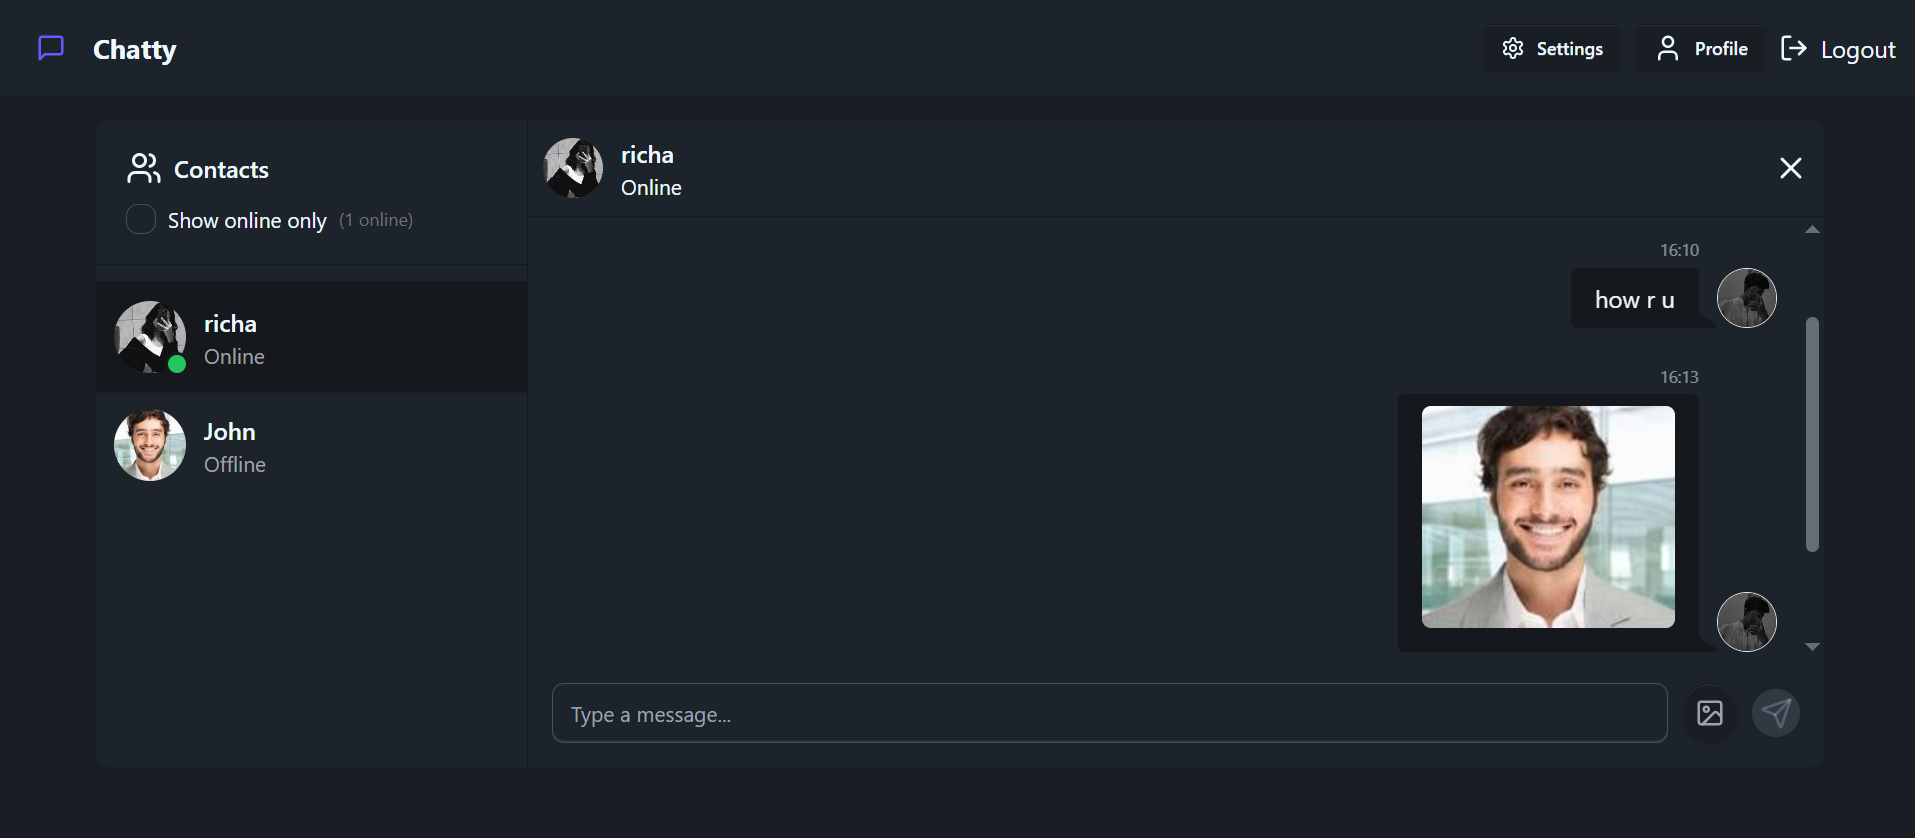 Chatty
Settings
Profile
Logout
Contacts
Show online only (1 online)
richa
Online
John
Offline
richa
Online
16:10
how r u
16:13
Type a message...